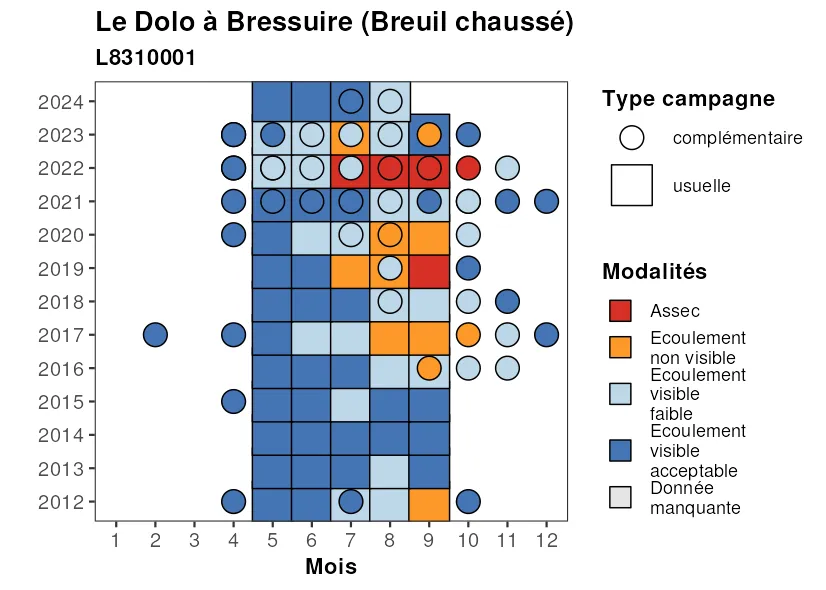 Le Dolo à Bressuire (Breuil chaussé)
L8310001
2024
2023
2022
2021
2020
2019
2018
2017
2016
2015
2014
2013
2012
1 2 3 4 5 6 7 8 9 10 11 12
Mois
Type campagne
complémentaire
usuelle
Modalités
Assec
Ecoulement
non visible
Ecoulement
visible
faible
Ecoulement
visible
acceptable
Donnée
manquante